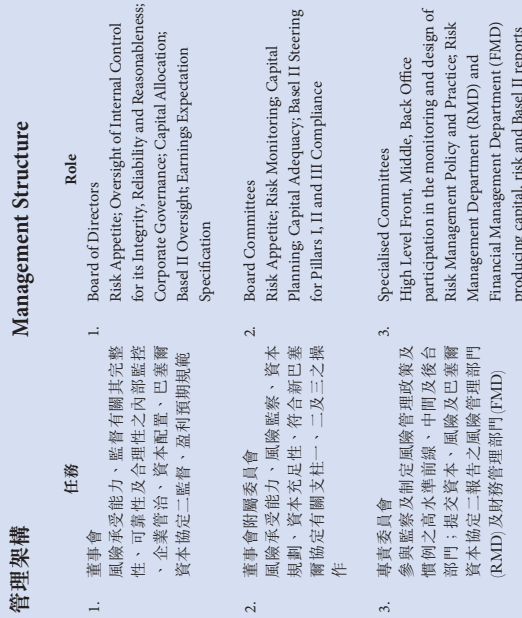 管理架構
任務
1. 董事會
風險承受能力、監督有關其完整
性、可靠性及合理性之內部監控
、企業管治、資本配置、巴塞爾
資本協定二監督、盈利預期規範
2. 董事會附屬委員會
風險承受能力、風險監察、資本
規劃、資本充足性、符合新巴塞
爾協定有關支柱一、二及三之操
作
3. 專責委員會
參與監察及制定風險管理政策及
慣例之高水準前線、中間及後台
部門；提交資本、風險及巴塞爾
資本協定二報告之風險管理部門
(RMD) 及財務管理部門 (FMD)
Management Structure
Role
1. Board of Directors
Risk Appetite; Oversight of Internal Control
for its Integrity, Reliability and Reasonableness;
Corporate Governance; Capital Allocation;
Basel II Oversight; Earnings Expectation
Specification
2. Board Committees
Risk Appetite; Risk Monitoring; Capital
Planning; Capital Adequacy; Basel II Steering
for Pillars I, II and III Compliance
3. Specialised Committees
High Level Front, Middle, Back Office
participation in the monitoring and design of
Risk Management Policy and Practice; Risk
Management Department (RMD) and
Financial Management Department (FMD)
producing capital, risk and Basel II reports